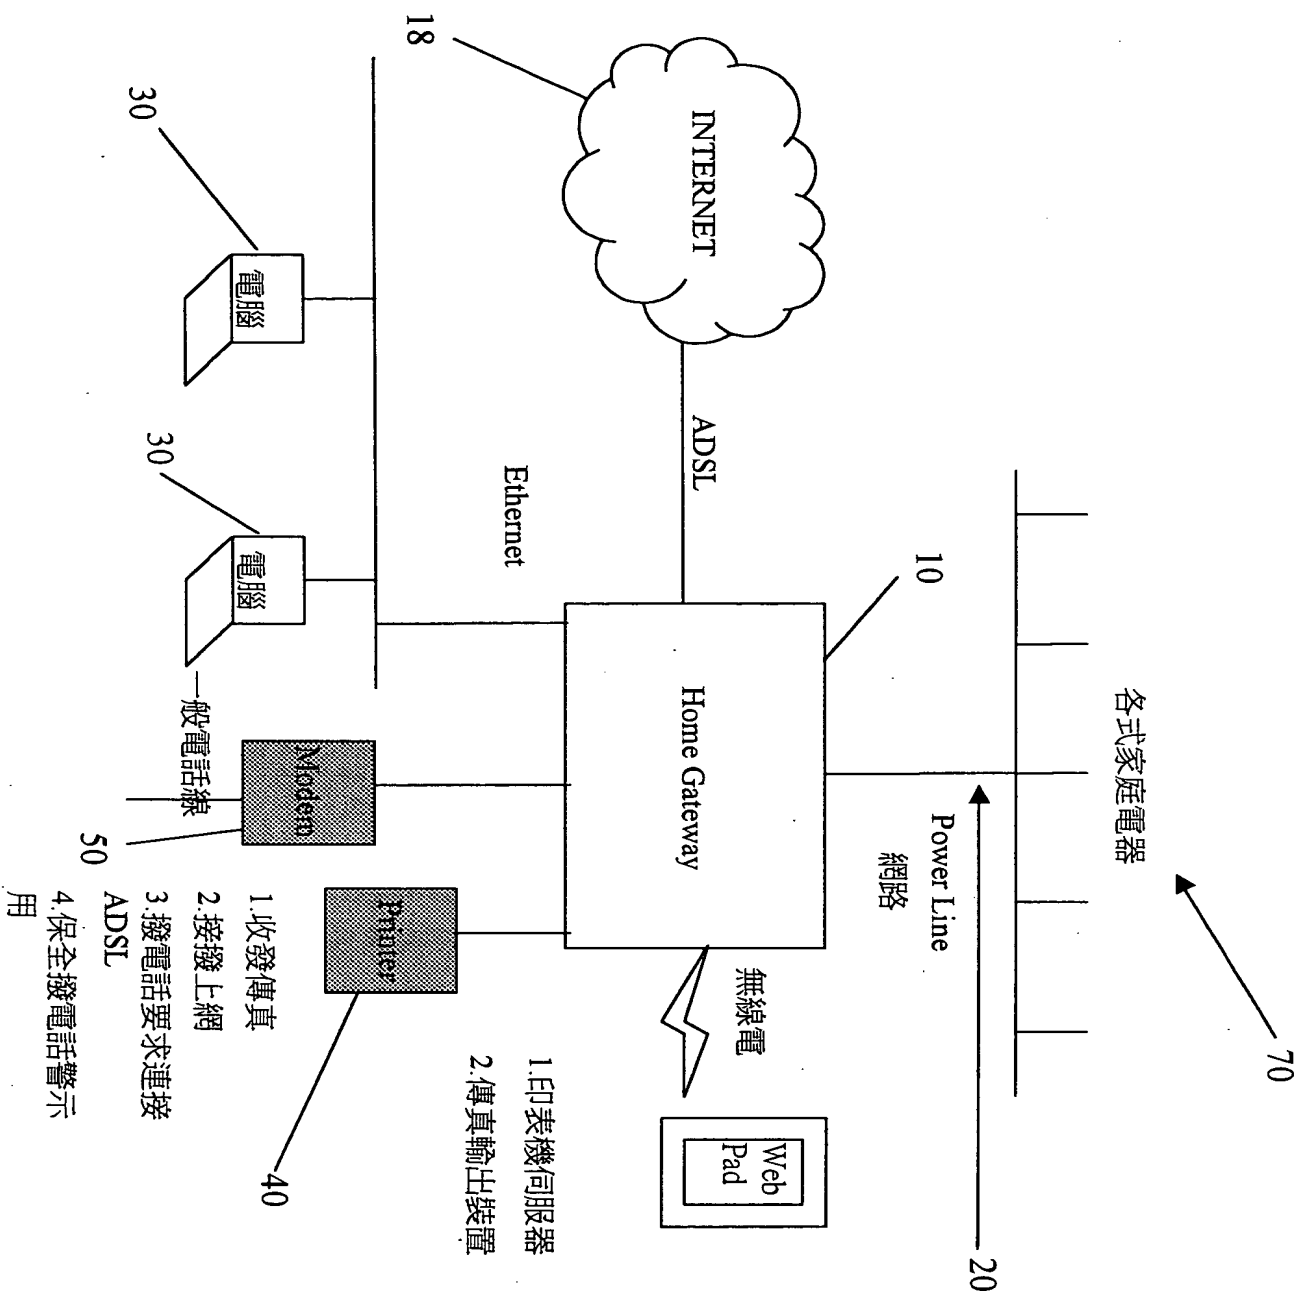 各式家庭電器
70
Power Line
網路
20
10
18
INTERNET
ADSL
Home Gateway
無線電
Web
Pad
Ethernet
1.印表機伺服器
2.傳真輸出裝置
30
電腦
30
電腦
一般電話線
Modem
50
Printer
40
1.收發傳真
2.接撥上網
3.撥電話要求連接
ADSL
4.保全撥電話警示
用